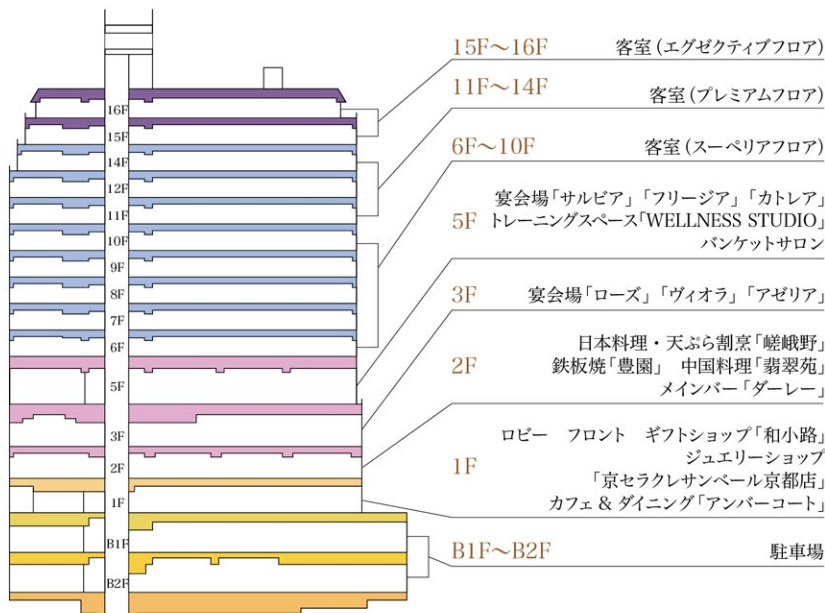 16F
15F
14F
12F
11F
10F
9F
8F
7F
6F
5F
3F
2F
1F
B1F
B2F
15F〜16F 客室(エグゼクティブフロア)
11F〜14F 客室(プレミアムフロア)
6F〜10F 客室(スーペリアフロア)
宴会場「サルビア」「フリージア」「カトレア」
5F トレーニングスペース「WELLNESS STUDIO」
バンケットサロン
3F 宴会場「ローズ」「ヴィオラ」「アゼリア」
日本料理・天ぷら割烹「嵯峨野」
2F 鉄板焼「豊園」 中国料理「翡翠苑」
メインバー「ダーレー」
ロビー フロント ギフトショップ「和小路」
1F ジュエリーショップ
「京セラクレサンベール京都店」
カフェ & ダイニング「アンバーコート」
B1F〜B2F 駐車場